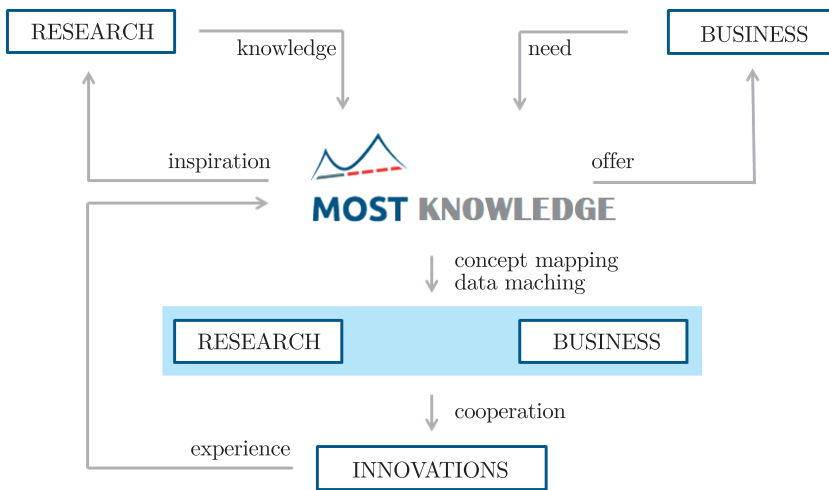 RESEARCH
BUSINESS
knowledge
need
inspiration
offer
MOST KNOWLEDGE
concept mapping
data maching
RESEARCH
BUSINESS
cooperation
experience
INNOVATIONS